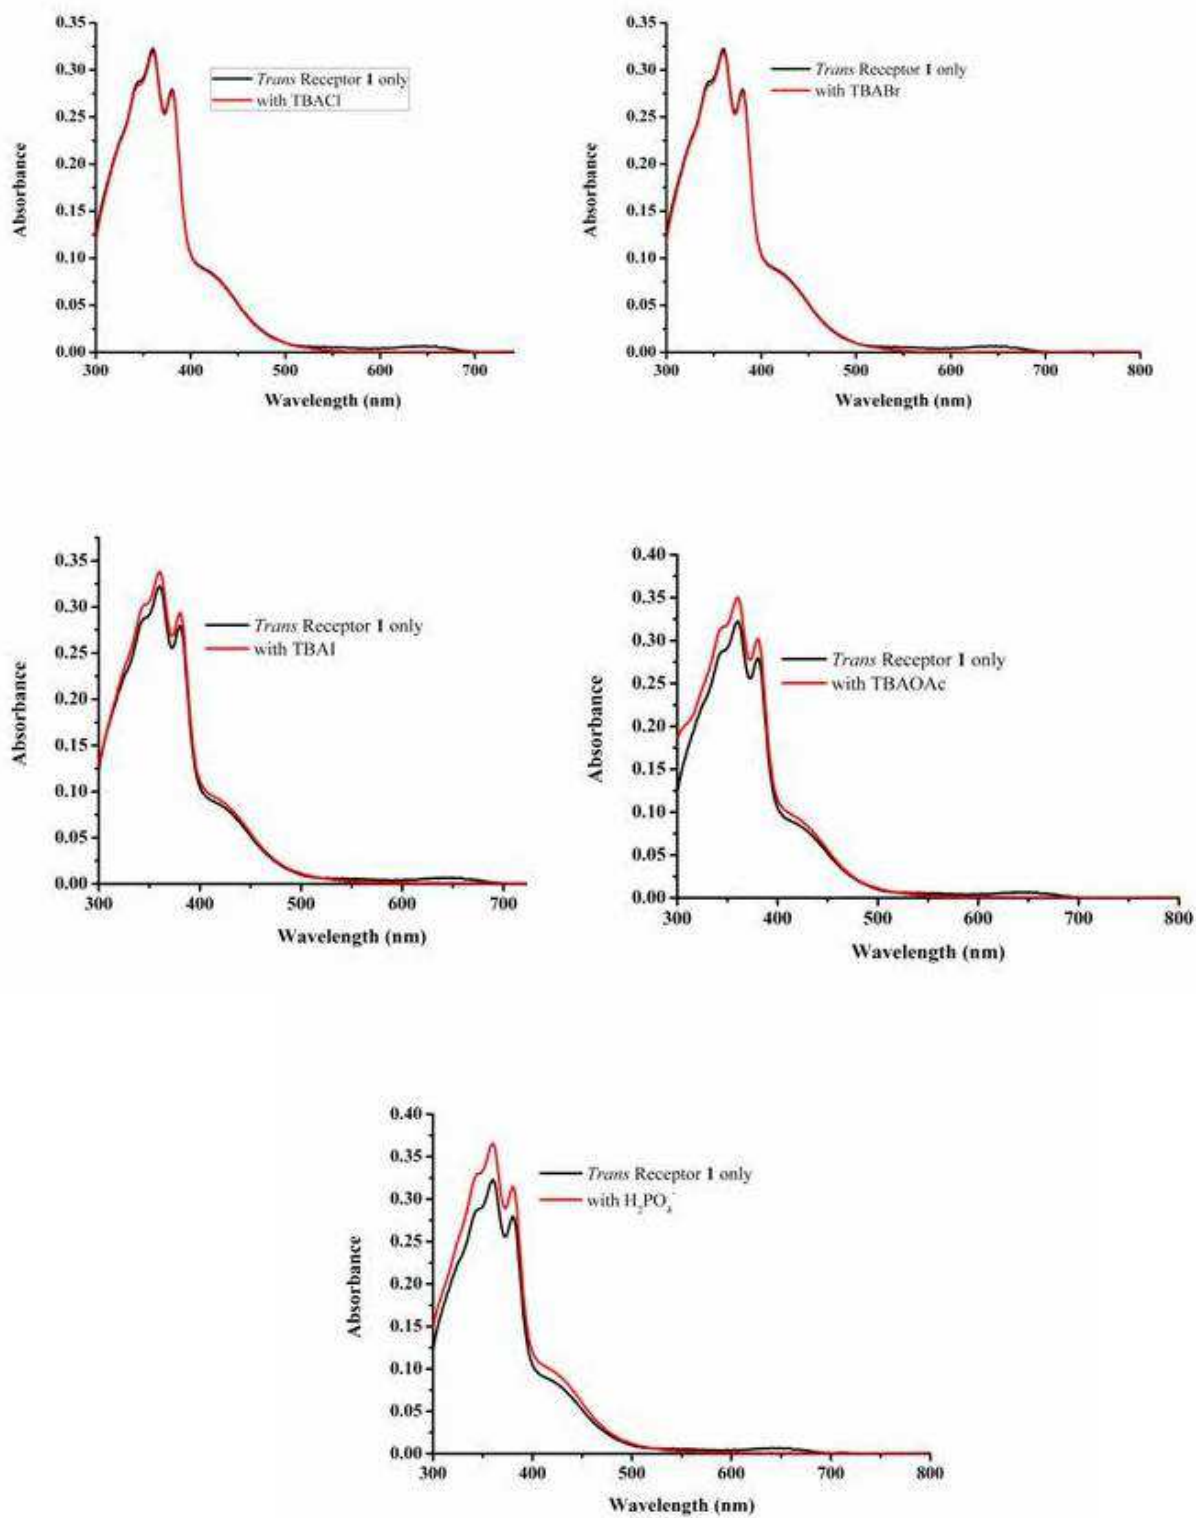 0.35
0.30
0.25
0.20
0.15
0.10
0.05
0.00
Absorbance
Trans Receptor 1 only
with TBACl
300 400 500 600 700
Wavelength (nm)
0.35
0.30
0.25
0.20
0.15
0.10
0.05
0.00
Absorbance
Trans Receptor 1 only
with TBABr
300 400 500 600 700 800
Wavelength (nm)
0.35
0.30
0.25
0.20
0.15
0.10
0.05
0.00
Absorbance
Trans Receptor 1 only
with TBAI
300 400 500 600 700
Wavelength (nm)
0.40
0.35
0.30
0.25
0.20
0.15
0.10
0.05
0.00
Absorbance
Trans Receptor 1 only
with TBAOAc
300 400 500 600 700 800
Wavelength (nm)
0.40
0.35
0.30
0.25
0.20
0.15
0.10
0.05
0.00
Absorbance
Trans Receptor 1 only
with H₂PO₄⁻
300 400 500 600 700 800
Wavelength (nm)